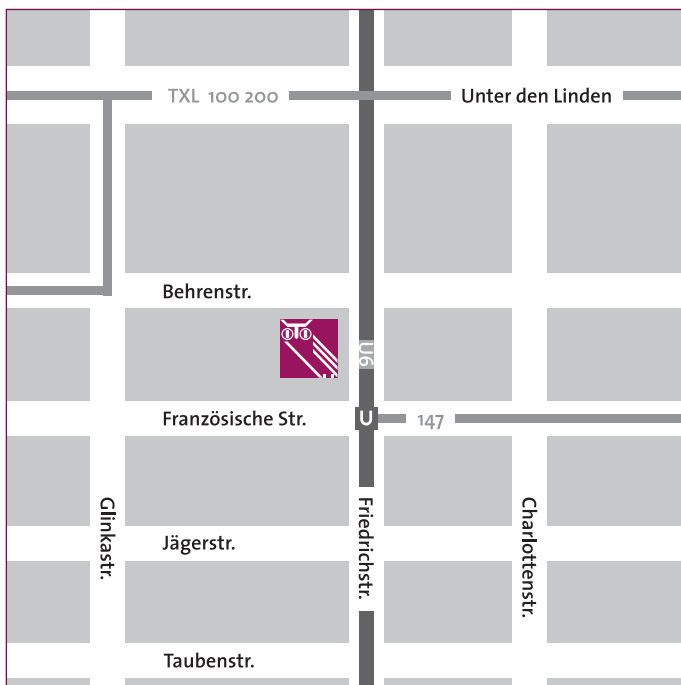 TXL 100 200
Unter den Linden
Behrenstr.
U6
Französische Str.
U
147
Glinkastr.
Friedrichstr.
Charlottenstr.
Jägerstr.
Taubenstr.